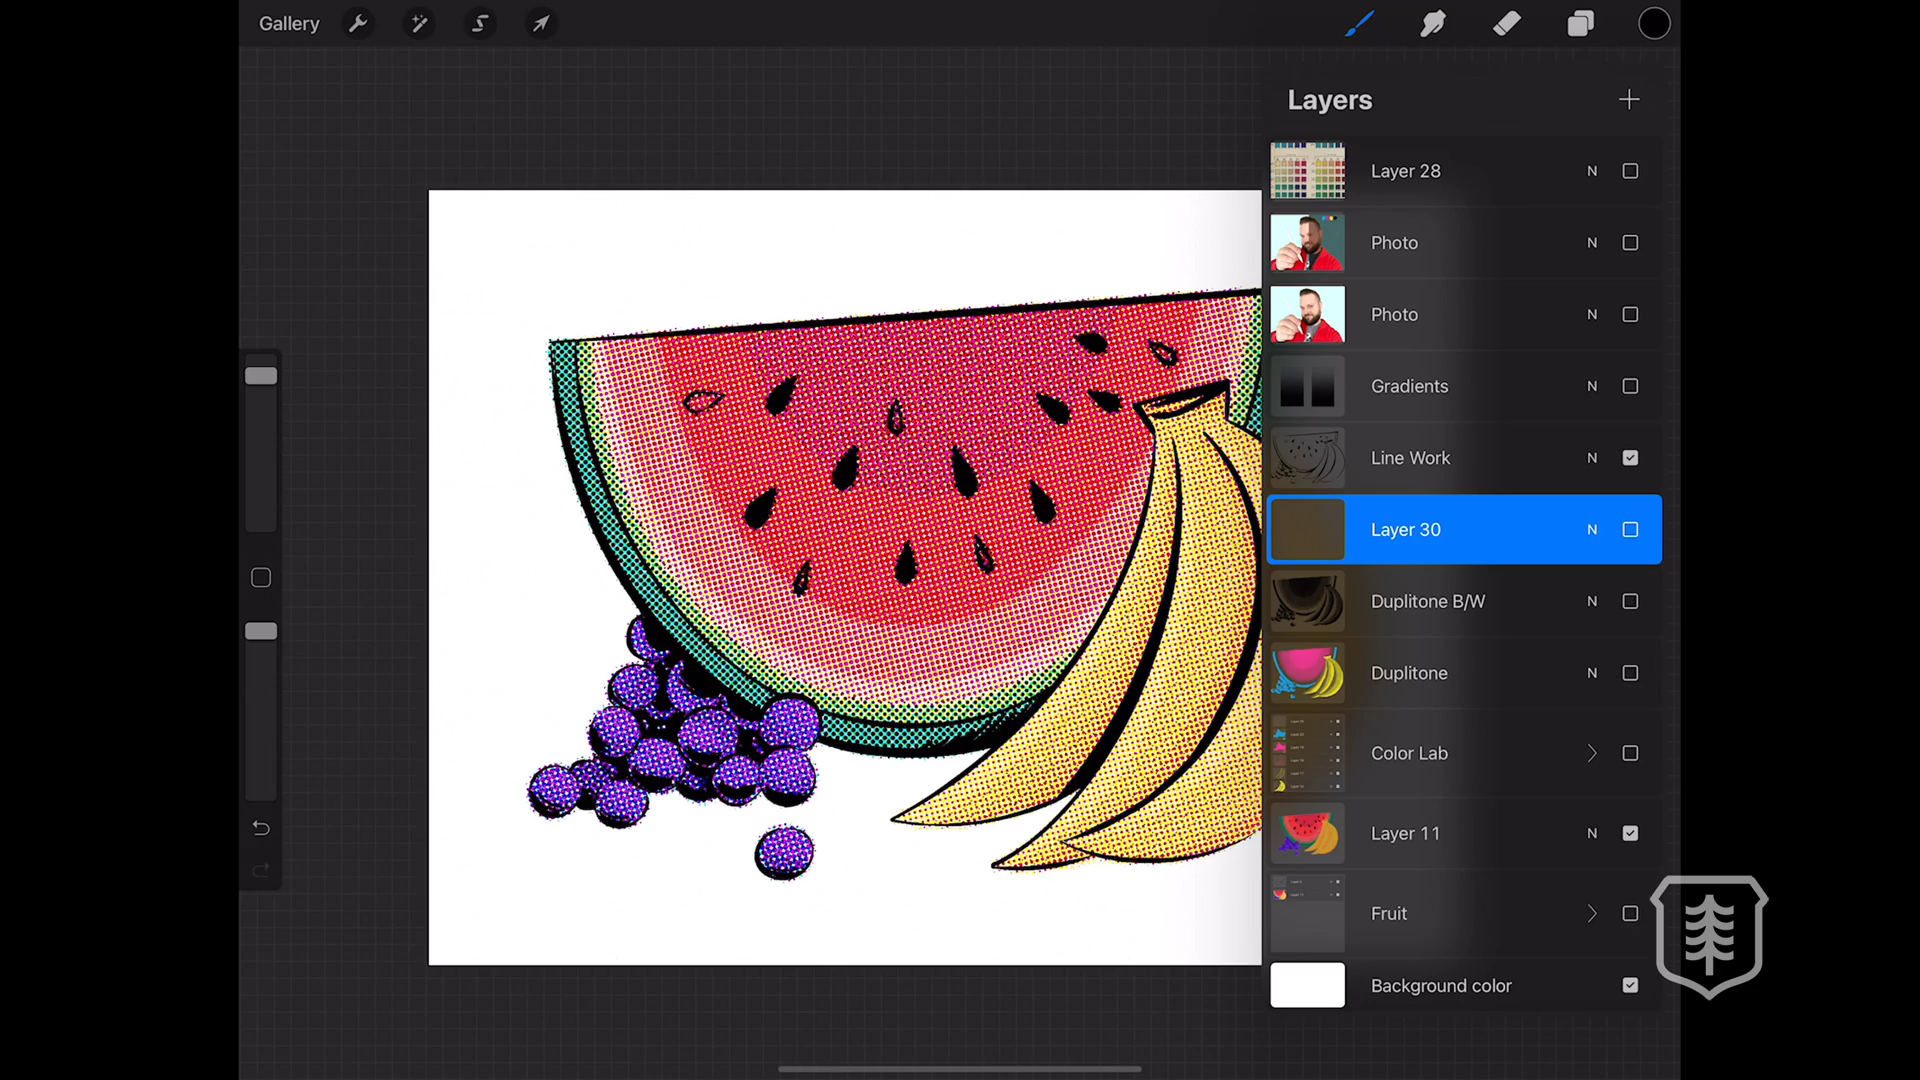 Gallery
Layers
Layer 28 N
Photo N
Photo N
Gradients N
Line Work N
Layer 30 N
Duplitone B/W N
Duplitone N
Color Lab
Layer 11 N
Fruit
Background color